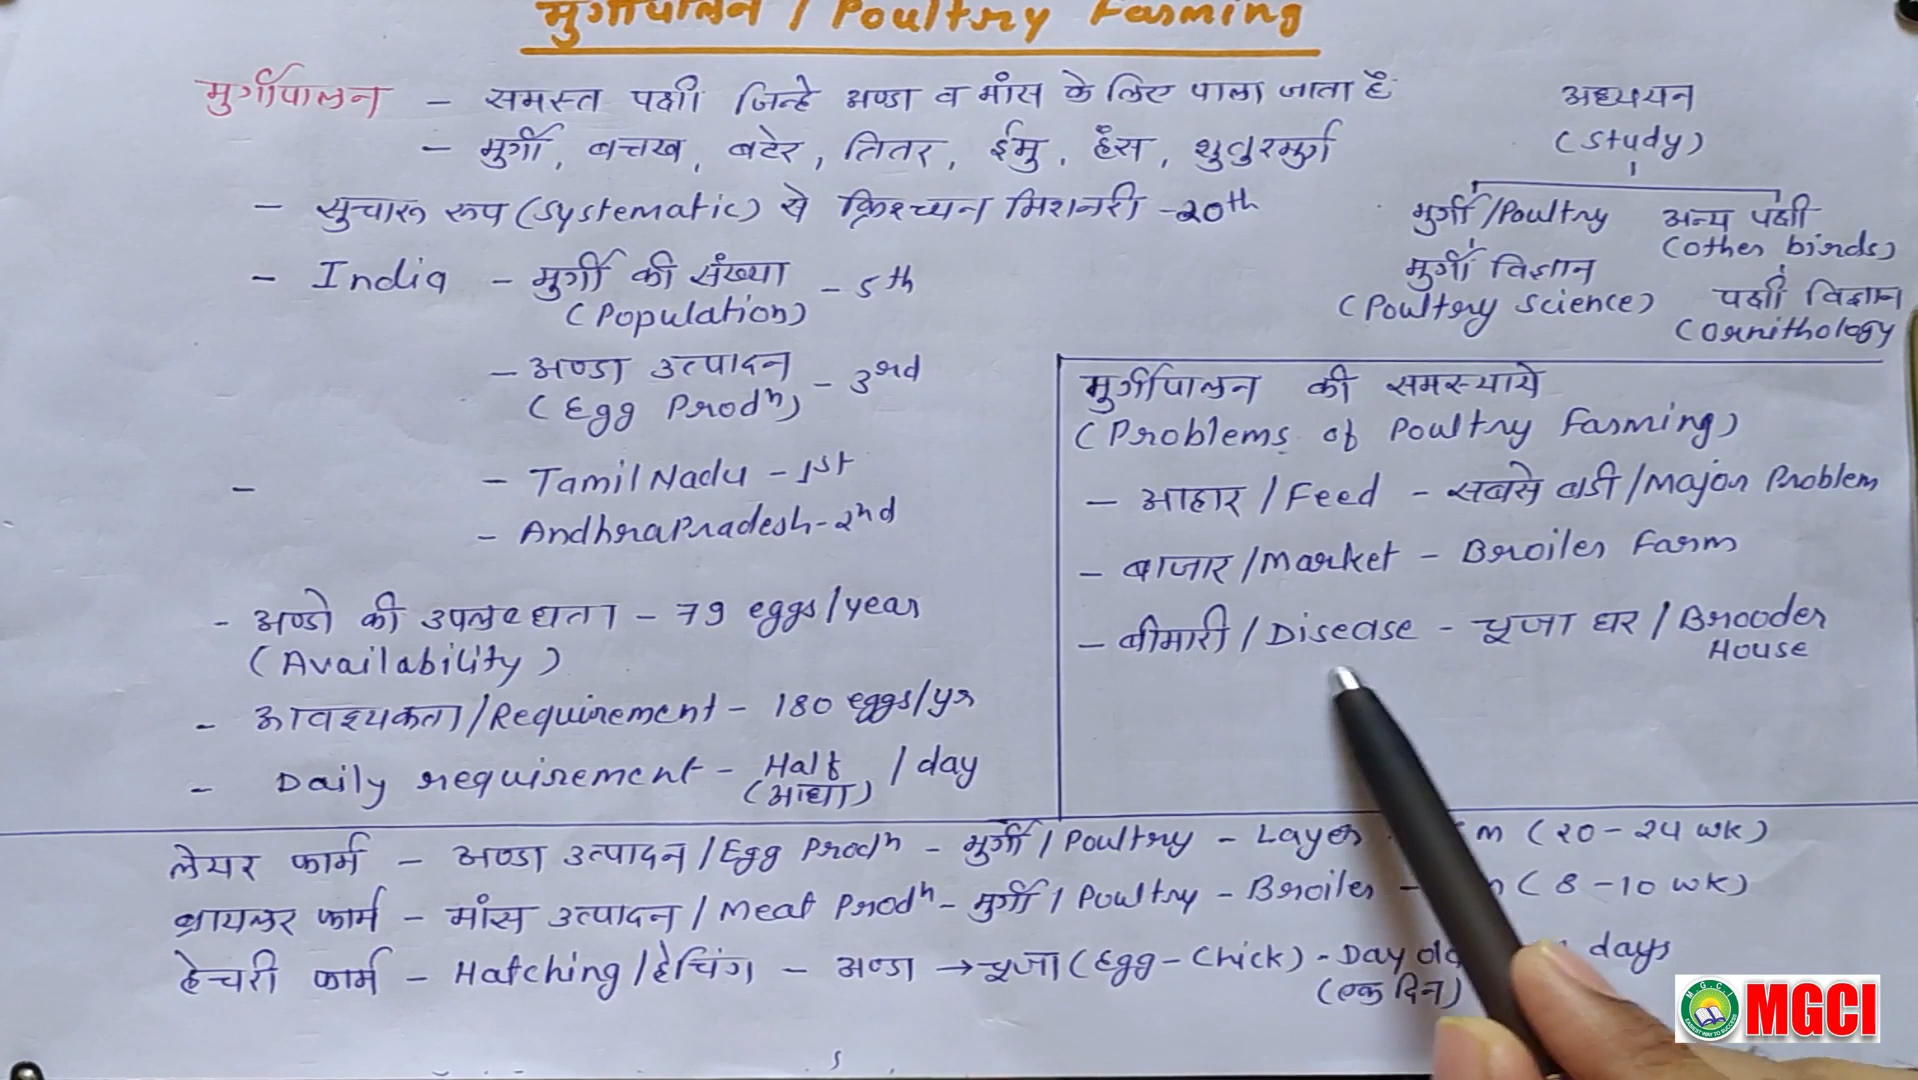 मुर्गीपालन / Poultry Farming
मुर्गीपालन - समस्त पक्षी जिन्हे अण्डा व मांस के लिए पाला जाता है
- मुर्गी, बत्तख, बटेर, तितर, ईमु, हंस, शुतुरमुर्ग
- सुचारू रूप (Systematic) से क्रिश्च्यन मिशनरी - 20th
- India - मुर्गी की संख्या - 5th
(Population)
- अण्डा उत्पादन - 3rd
(Egg Prodn)
- Tamil Nadu - 1st
- Andhra Pradesh - 2nd
- अण्डो की उपलब्धता - 79 eggs/year
(Availability)
- आवश्यकता/Requirement - 180 eggs/yr
- Daily requirement - Half /day
(आधा)
अध्ययन
(Study)
मुर्गी/Poultry अन्य पक्षी
(other birds)
मुर्गी विज्ञान
(Poultry Science) पक्षी विज्ञान
(Ornithology
मुर्गीपालन की समस्याये
(Problems of Poultry Farming)
- आहार / Feed - सबसे बडी/Major Problem
- बाजार /Market - Broiler Farm
- बीमारी / Disease - चूजा घर / Brooder
House
लेयर फार्म - अण्डा उत्पादन / Egg Prodn - मुर्गी / Poultry - Layer (20-24 wk)
ब्रायलर फार्म - मांस उत्पादन / Meat Prodn - मुर्गी / Poultry - Broiler - (8-10 wk)
हेचरी फार्म - Hatching/हेचिंग - अण्डा → चूजा (Egg - Chick) - Day old days
(एक दिन)
M.G.C.I
MGCI